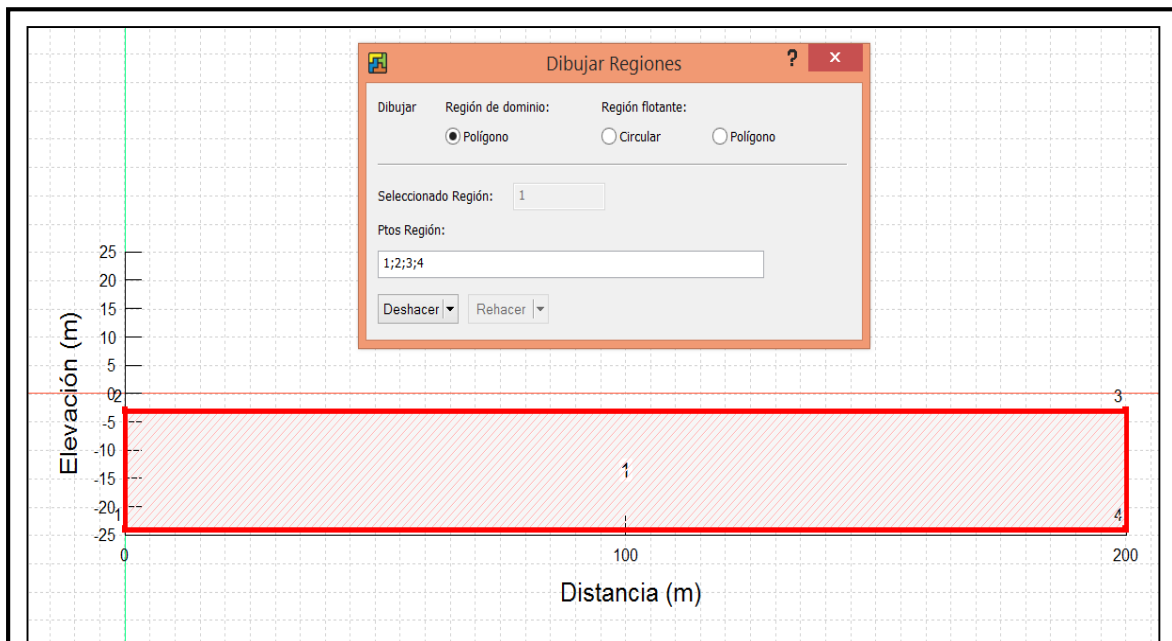 Dibujar Regiones
?
x
Dibujar
Región de dominio:
Región flotante:
Polígono
Circular
Polígono
Seleccionado Región:
1
Ptos Región:
1;2;3;4
Deshacer
Rehacer
Elevación (m)
25
20
15
10
5
0
-5
-10
-15
-20
-25
2
3
1
1
4
0
100
200
Distancia (m)